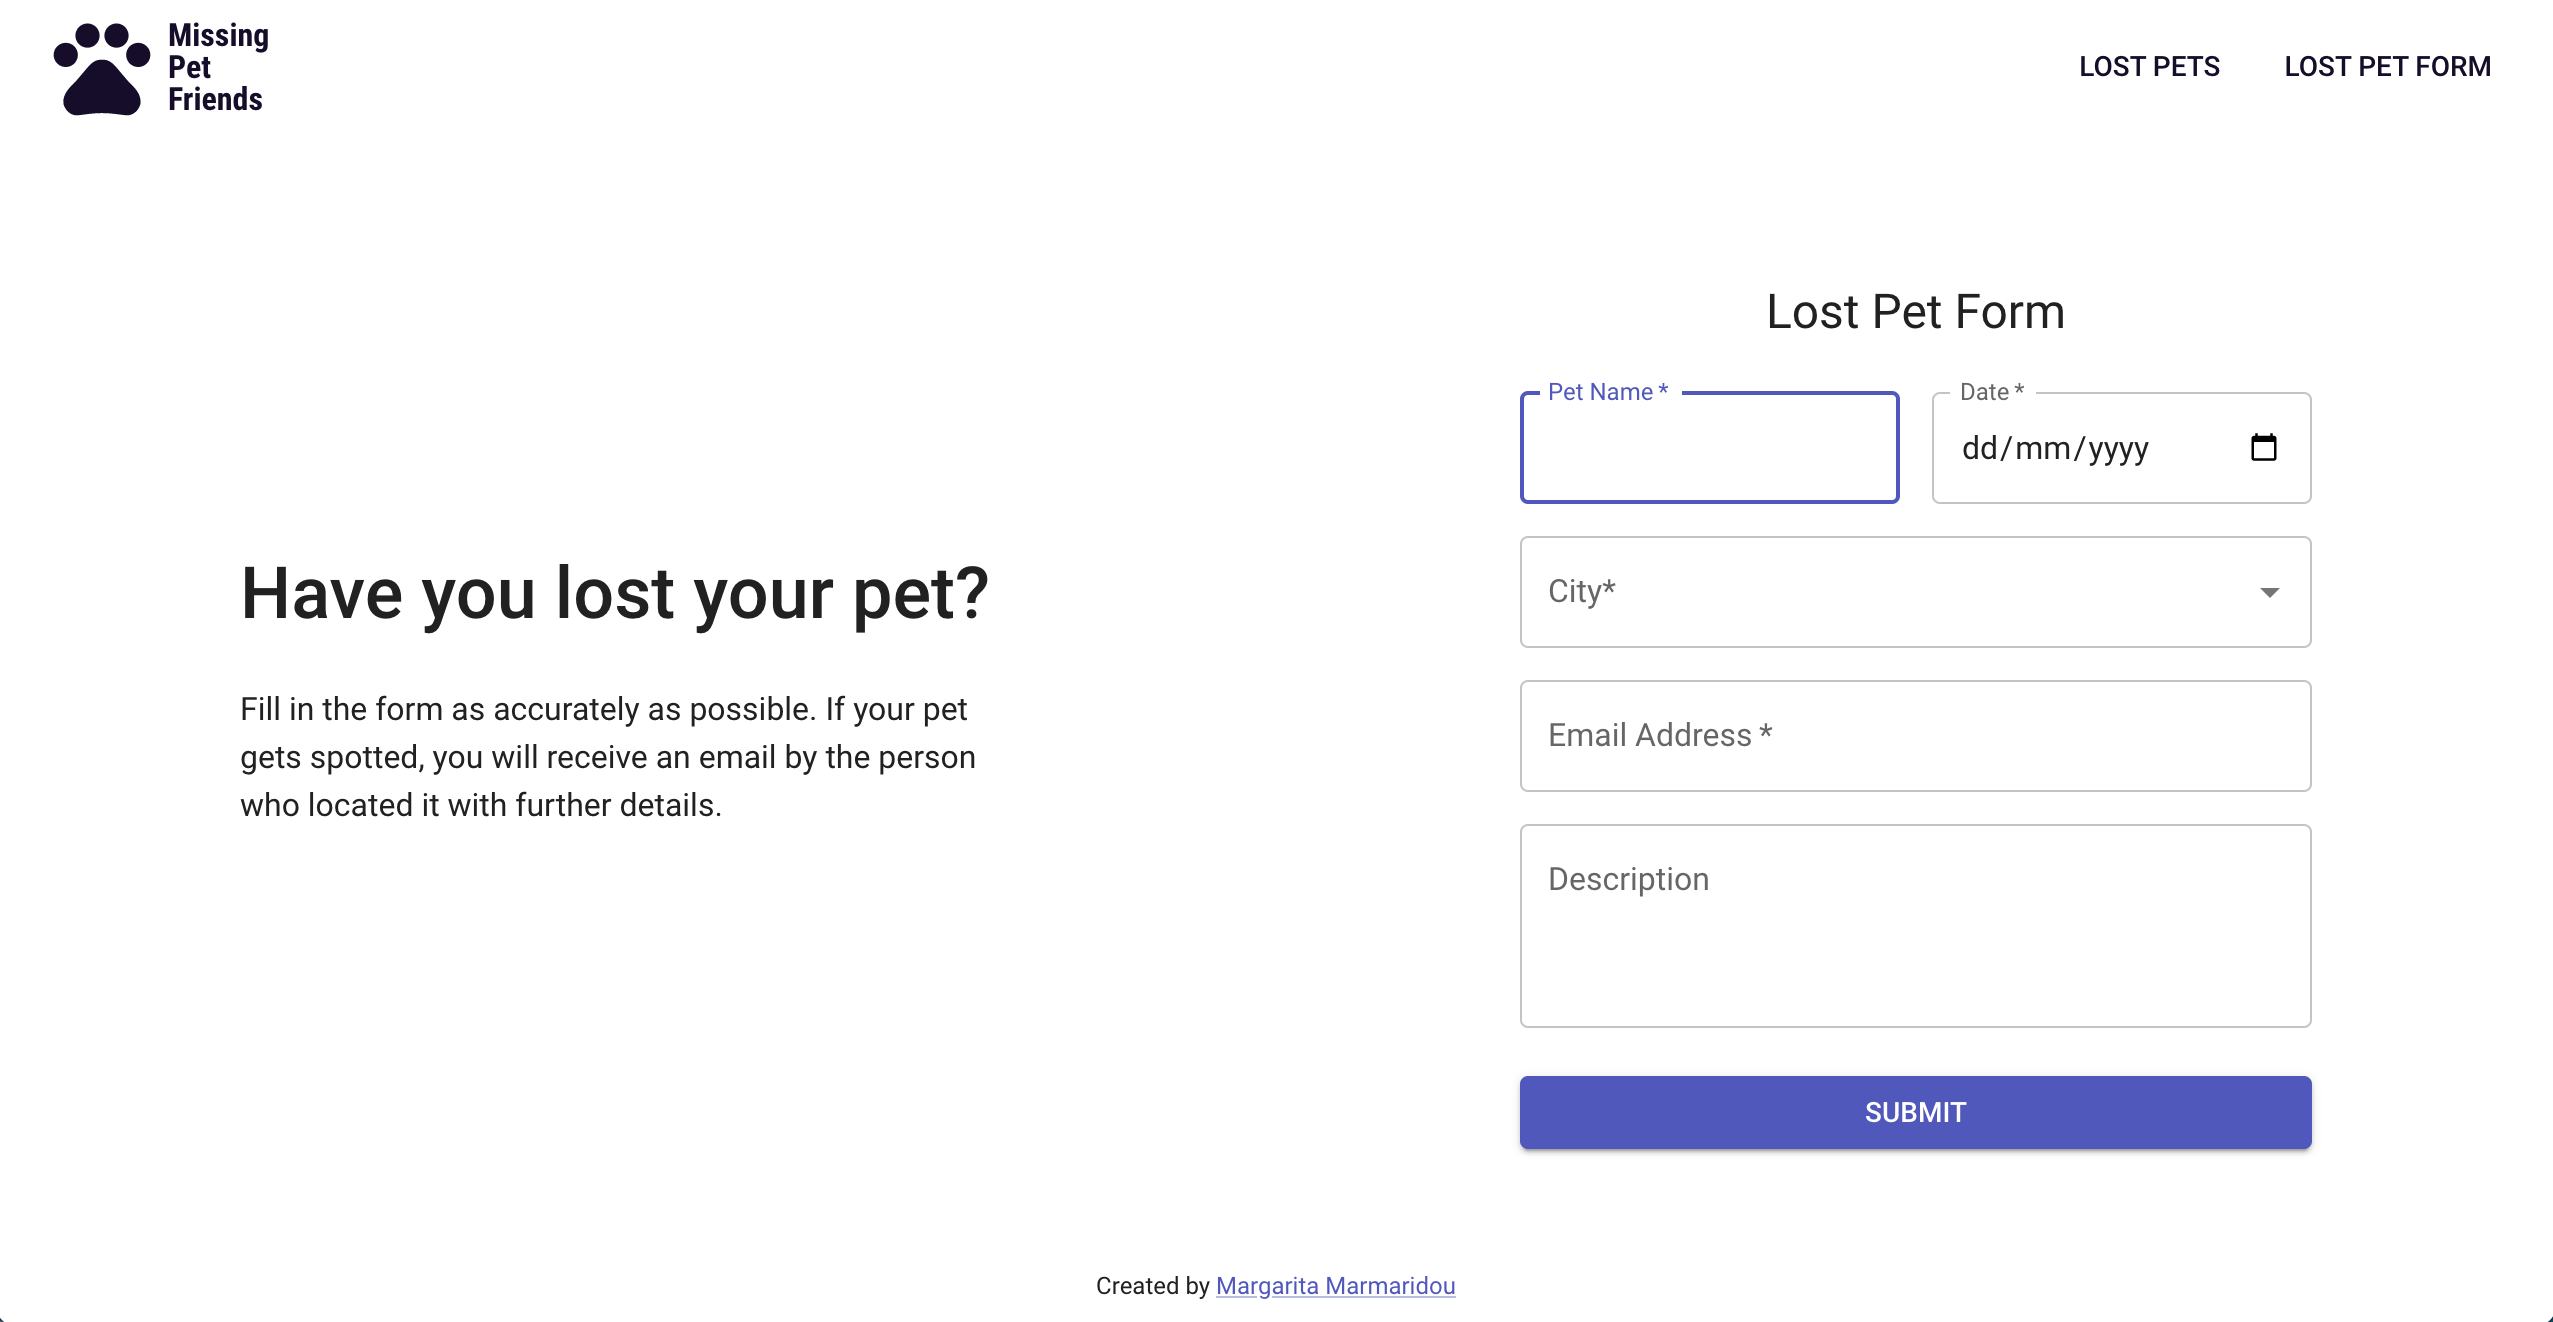 Missing
Pet
Friends
LOST PETS
LOST PET FORM
Have you lost your pet?
Fill in the form as accurately as possible. If your pet
gets spotted, you will receive an email by the person
who located it with further details.
Lost Pet Form
Pet Name *
Date *
dd/mm/yyyy
City*
Email Address *
Description
SUBMIT
Created by Margarita Marmaridou